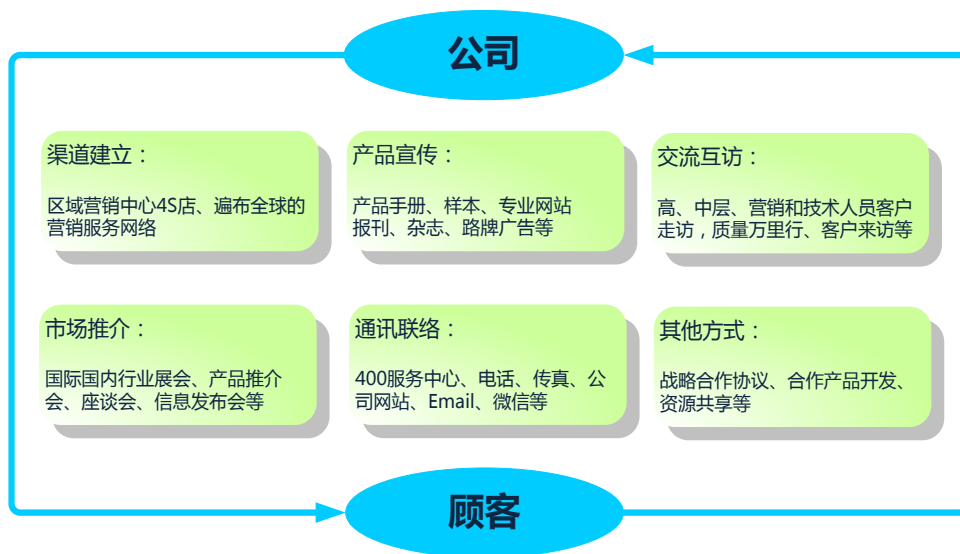 公司
渠道建立：
区域营销中心4S店、遍布全球的
营销服务网络
产品宣传：
产品手册、样本、专业网站
报刊、杂志、路牌广告等
交流互访：
高、中层、营销和技术人员客户
走访，质量万里行、客户来访等
市场推介：
国际国内行业展会、产品推介
会、座谈会、信息发布会等
通讯联络：
400服务中心、电话、传真、公
司网站、Email、微信等
其他方式：
战略合作协议、合作产品开发、
资源共享等
顾客